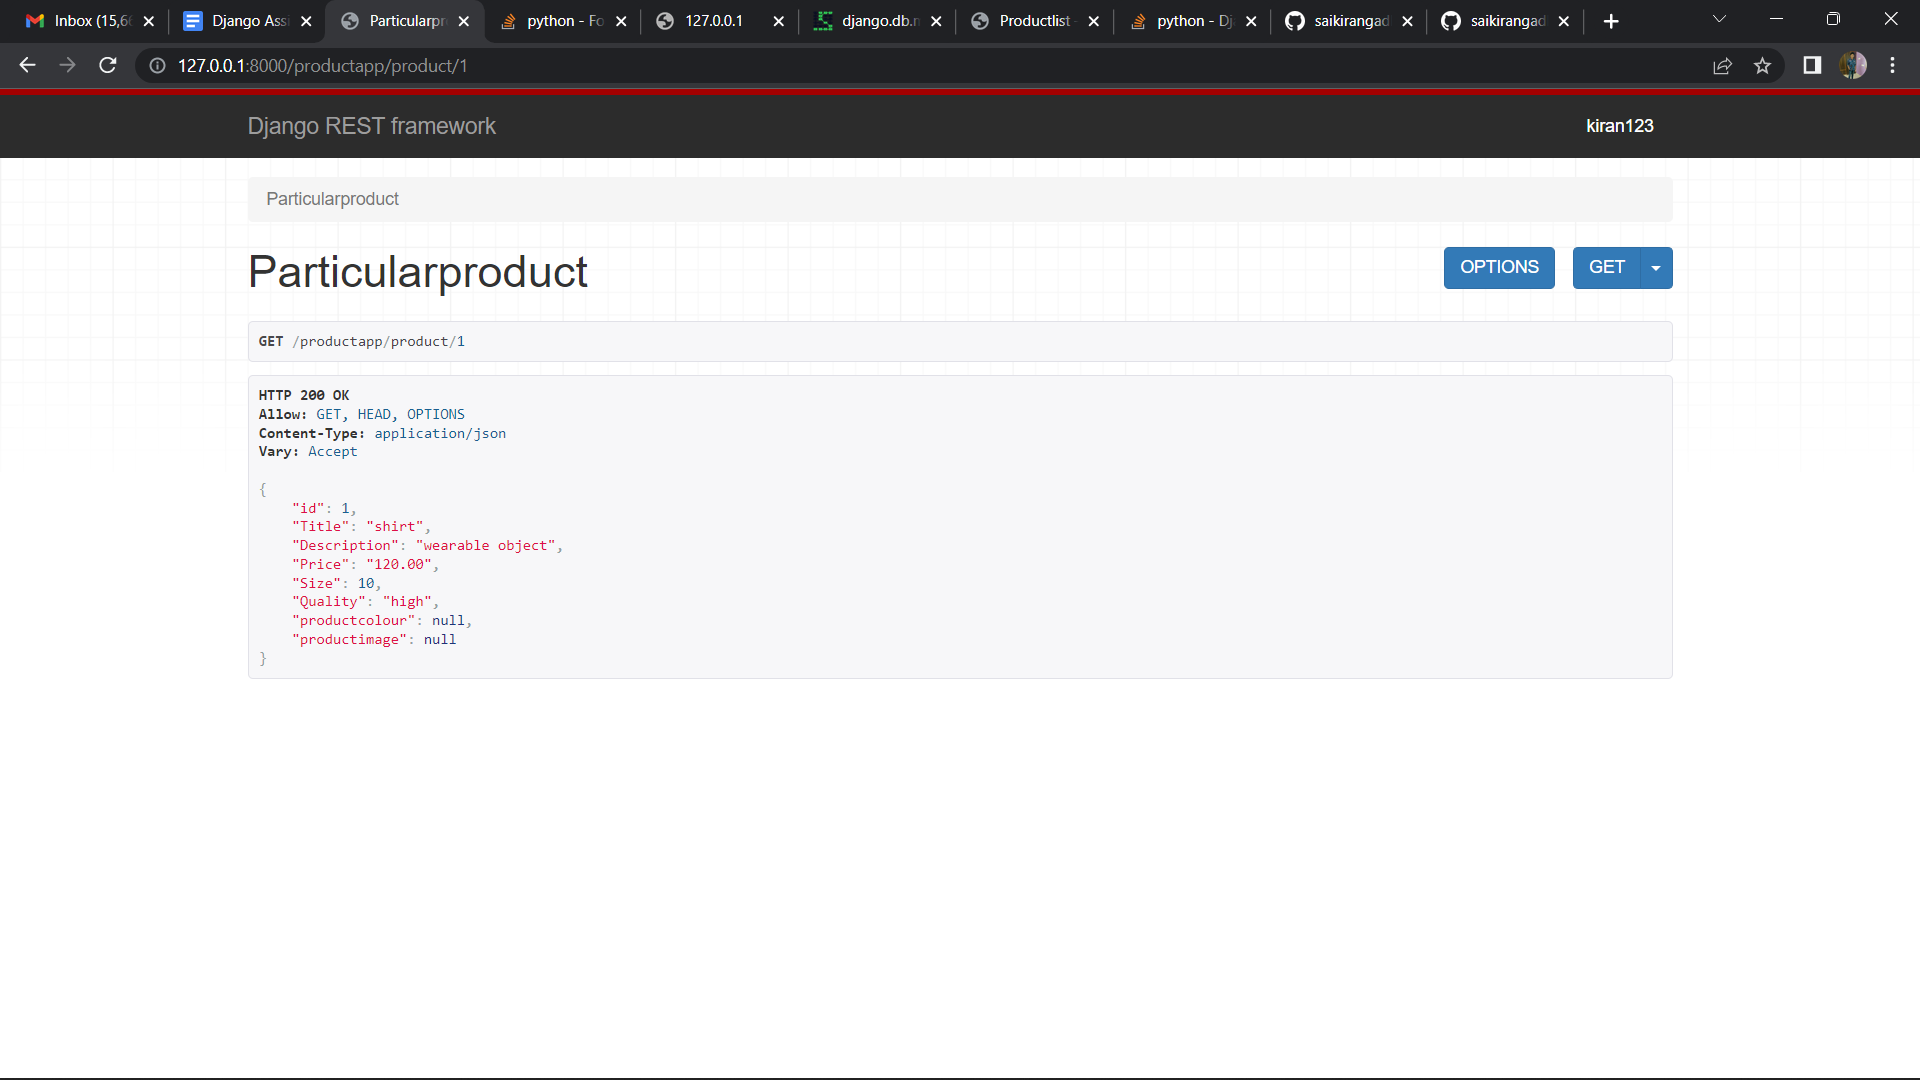 Inbox (15,6
Django Assi
Particularpr
python - Fo
127.0.0.1
django.db.n
Productlist
python - Dj
saikirangad
saikirangad
127.0.0.1:8000/productapp/product/1
Django REST framework
kiran123
Particularproduct
Particularproduct
OPTIONS
GET
GET /productapp/product/1
HTTP 200 OK
Allow: GET, HEAD, OPTIONS
Content-Type: application/json
Vary: Accept
{
"id": 1,
"Title": "shirt",
"Description": "wearable object",
"Price": "120.00",
"Size": 10,
"Quality": "high",
"productcolour": null,
"productimage": null
}